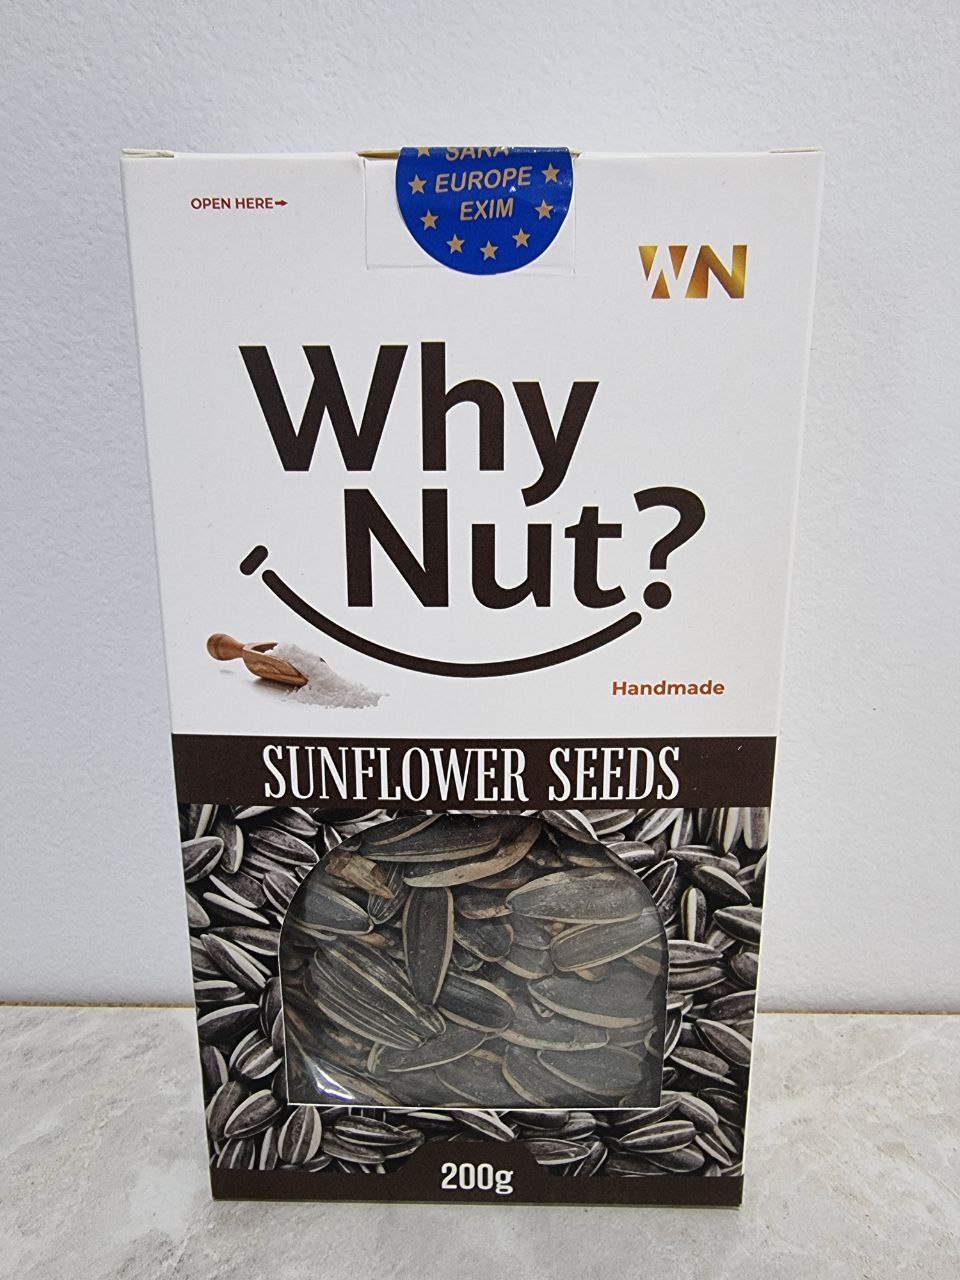 SARA
EUROPE
EXIM
OPEN HERE
WN
Why
Nut?
Handmade
SUNFLOWER SEEDS
200g